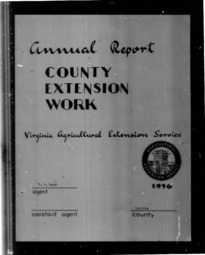 Annual Report
COUNTY
EXTENSION
WORK
Virginia Agricultural Extension Service
1956
agent
assistant agent
county